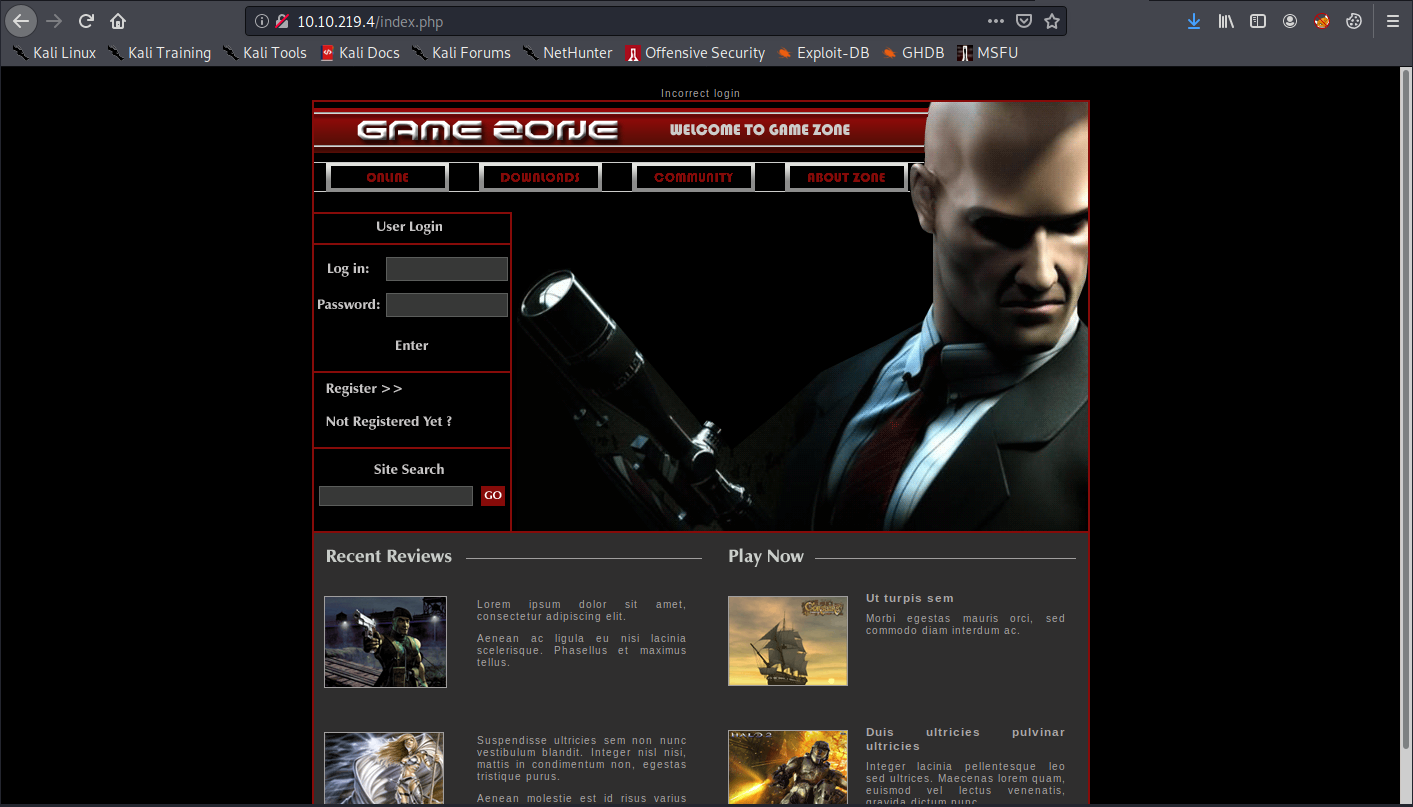 10.10.219.4/index.php
Kali Linux Kali Training Kali Tools Kali Docs Kali Forums NetHunter Offensive Security Exploit-DB GHDB MSFU
Incorrect login
GAME ZONE WELCOME TO GAME ZONE
ONLINE DOWNLOADS COMMUNITY ABOUT ZONE
User Login
Log in:
Password:
Enter
Register >>
Not Registered Yet ?
Site Search
GO
Recent Reviews
Lorem ipsum dolor sit amet,
consectetur adipiscing elit.
Aenean ac ligula eu nisi lacinia
scelerisque. Phasellus et maximus
tellus.
Suspendisse ultricies sem non nunc
vestibulum blandit. Integer nisl nisi,
mattis in condimentum non, egestas
tristique purus.
Aenean molestie est id risus varius
Play Now
Ut turpis sem
Morbi egestas mauris orci, sed
commodo diam interdum ac.
HALO 2
Duis ultricies pulvinar
ultricies
Integer lacinia pellentesque leo
sed ultrices. Maecenas lorem quam,
euismod vel lectus venenatis,
gravida dictum nunc